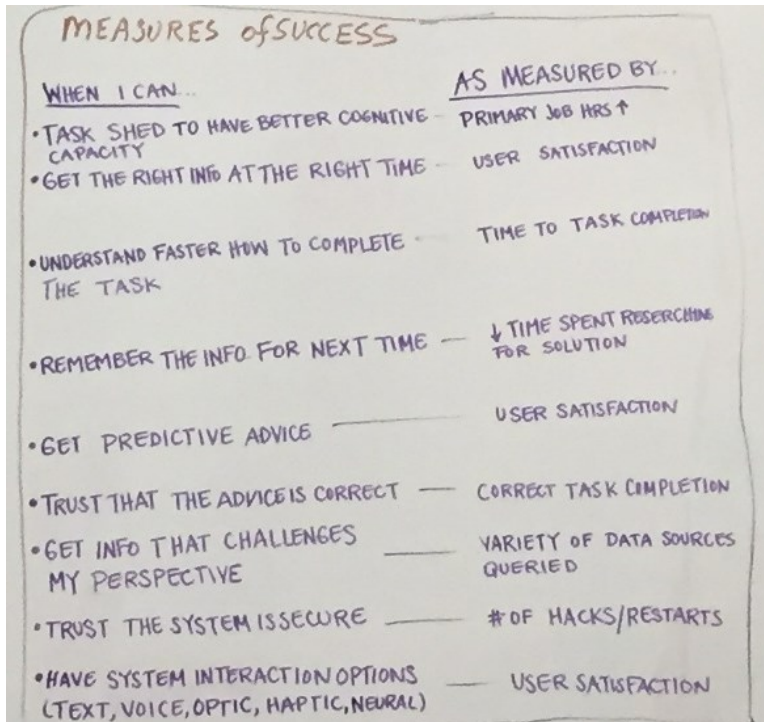 MEASURES of SUCCESS
WHEN I CAN...
AS MEASURED BY...
• TASK SHED TO HAVE BETTER COGNITIVE - PRIMARY JOB HRS ↑
CAPACITY
• GET THE RIGHT INFO AT THE RIGHT TIME - USER SATISFACTION
• UNDERSTAND FASTER HOW TO COMPLETE - TIME TO TASK COMPLETION
THE TASK
• REMEMBER THE INFO FOR NEXT TIME — ↓ TIME SPENT RESERCHING
FOR SOLUTION
• GET PREDICTIVE ADVICE — USER SATISFACTION
• TRUST THAT THE ADVICE IS CORRECT — CORRECT TASK COMPLETION
• GET INFO THAT CHALLENGES — VARIETY OF DATA SOURCES
MY PERSPECTIVE QUERIED
• TRUST THE SYSTEM IS SECURE — # OF HACKS/RESTARTS
• HAVE SYSTEM INTERACTION OPTIONS — USER SATISFACTION
(TEXT, VOICE, OPTIC, HAPTIC, NEURAL)